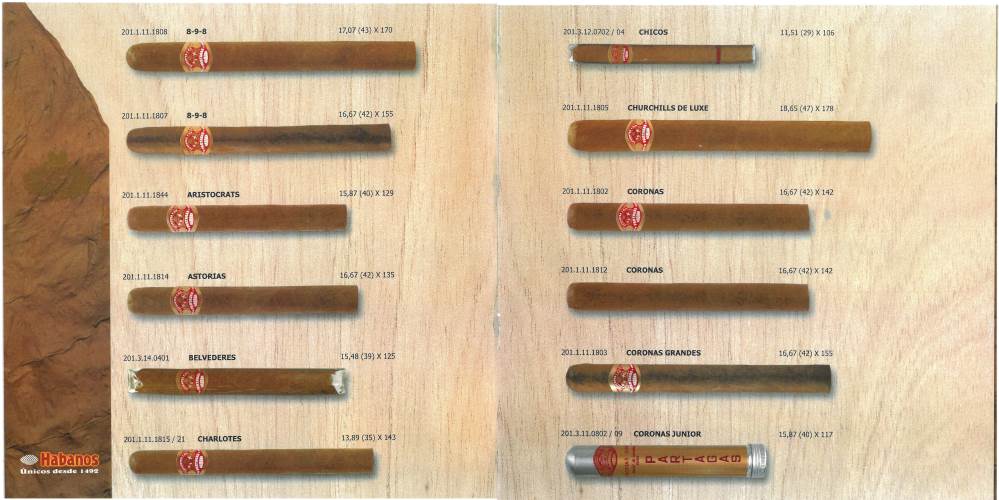 201.1.11.1808 8-9-8 17,07 (43) X 170
201.1.11.1807 8-9-8 16,67 (42) X 155
201.1.11.1844 ARISTOCRATS 15,87 (40) X 129
201.1.11.1814 ASTORIAS 16,67 (42) X 135
201.3.14.0401 BELVEDERES 15,48 (39) X 125
201.1.11.1815 / 21 CHARLOTES 13,89 (35) X 143
Habanos
Únicos desde 1492
201.3.12.0702 / 04 CHICOS 11,51 (29) X 106
201.1.11.1805 CHURCHILLS DE LUXE 18,65 (47) X 178
201.1.11.1802 CORONAS 16,67 (42) X 142
201.1.11.1812 CORONAS 16,67 (42) X 142
201.1.11.1803 CORONAS GRANDES 16,67 (42) X 155
201.3.11.0802 / 09 CORONAS JUNIOR 15,87 (40) X 117
PARTAGAS